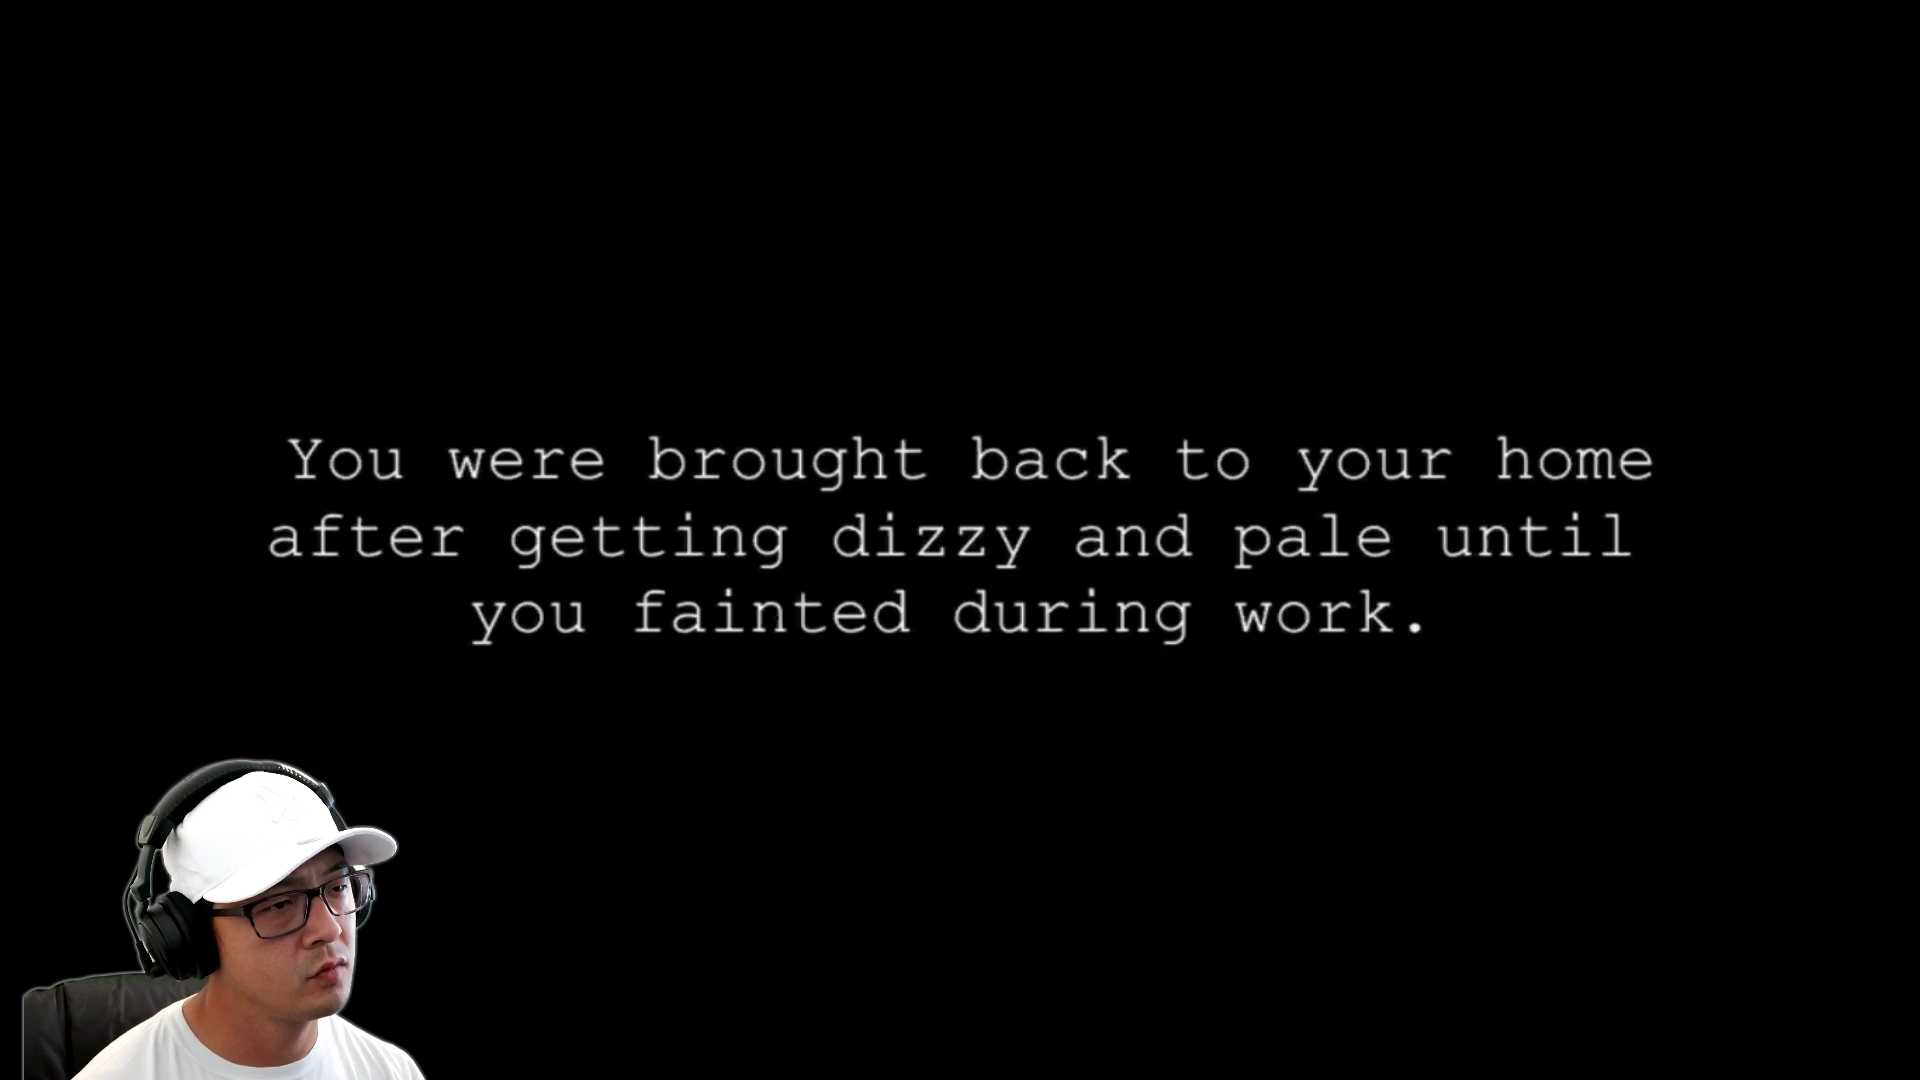 You were brought back to your home
after getting dizzy and pale until
you fainted during work.